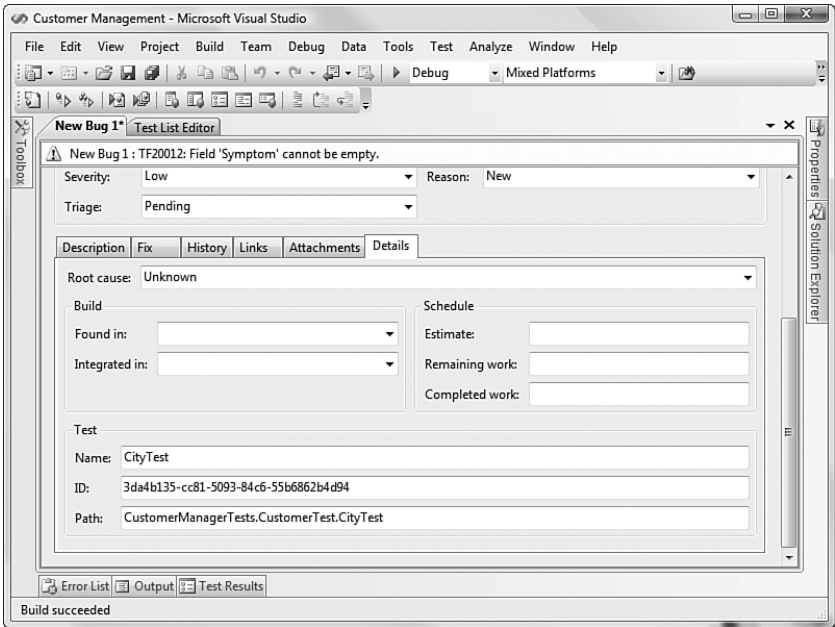 Customer Management - Microsoft Visual Studio
File Edit View Project Build Team Debug Data Tools Test Analyze Window Help
Debug Mixed Platforms
Toolbox
New Bug 1* Test List Editor
New Bug 1 : TF20012: Field 'Symptom' cannot be empty.
Properties
Solution Explorer
Severity: Low Reason: New
Triage: Pending
Description Fix History Links Attachments Details
Root cause: Unknown
Build Schedule
Found in: Estimate:
Integrated in: Remaining work:
Completed work:
Test
Name: CityTest
ID: 3da4b135-cc81-5093-84c6-55b6862b4d94
Path: CustomerManagerTests.CustomerTest.CityTest
Error List Output Test Results
Build succeeded